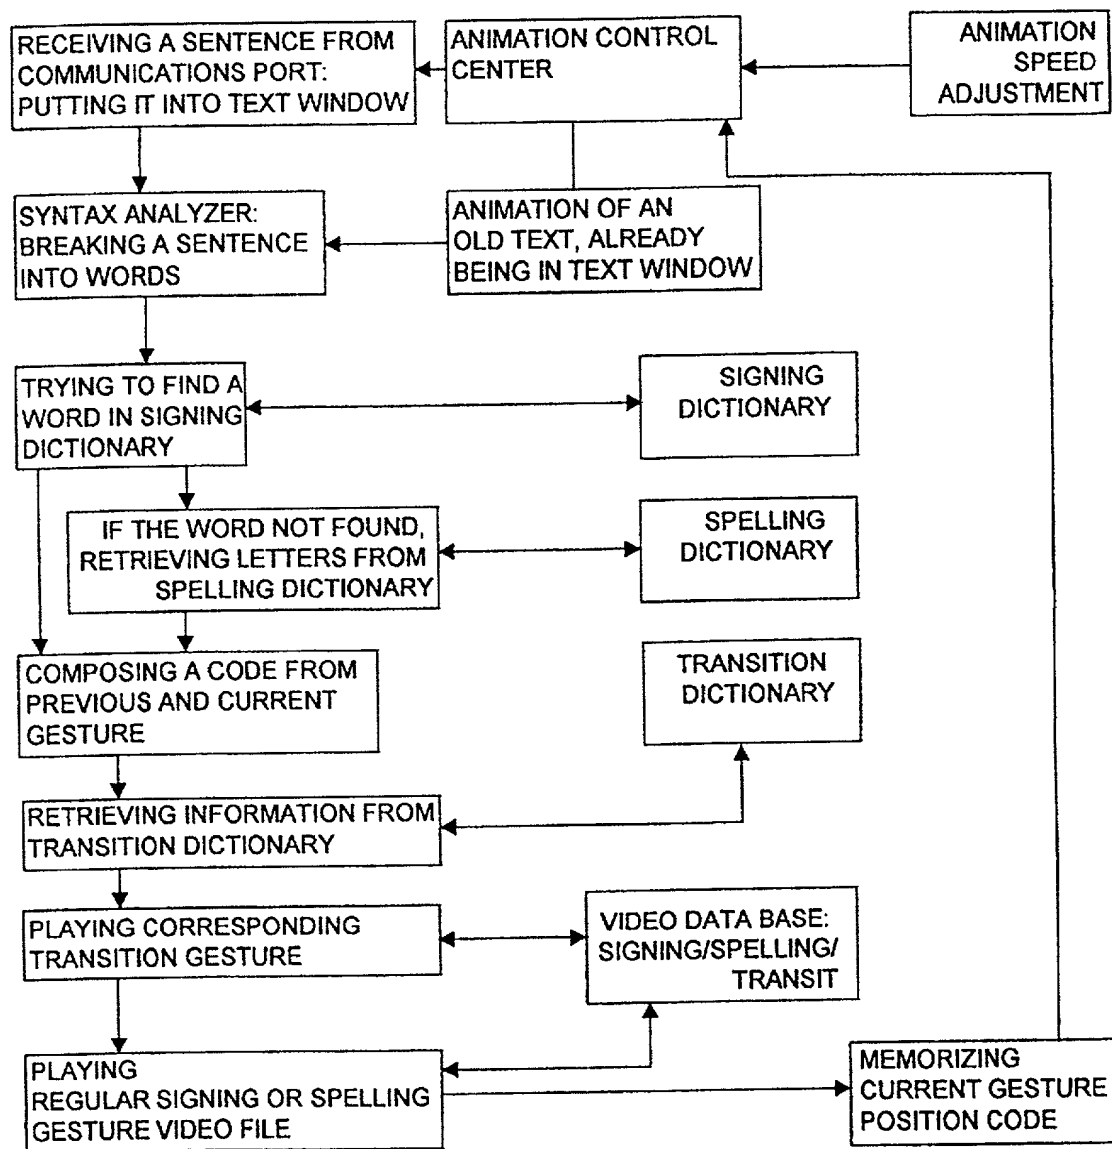 RECEIVING A SENTENCE FROM
COMMUNICATIONS PORT:
PUTTING IT INTO TEXT WINDOW
ANIMATION CONTROL
CENTER
ANIMATION
SPEED
ADJUSTMENT
SYNTAX ANALYZER:
BREAKING A SENTENCE
INTO WORDS
ANIMATION OF AN
OLD TEXT, ALREADY
BEING IN TEXT WINDOW
TRYING TO FIND A
WORD IN SIGNING
DICTIONARY
SIGNING
DICTIONARY
IF THE WORD NOT FOUND,
RETRIEVING LETTERS FROM
SPELLING DICTIONARY
SPELLING
DICTIONARY
COMPOSING A CODE FROM
PREVIOUS AND CURRENT
GESTURE
TRANSITION
DICTIONARY
RETRIEVING INFORMATION FROM
TRANSITION DICTIONARY
PLAYING CORRESPONDING
TRANSITION GESTURE
VIDEO DATA BASE:
SIGNING/SPELLING/
TRANSIT
PLAYING
REGULAR SIGNING OR SPELLING
GESTURE VIDEO FILE
MEMORIZING
CURRENT GESTURE
POSITION CODE